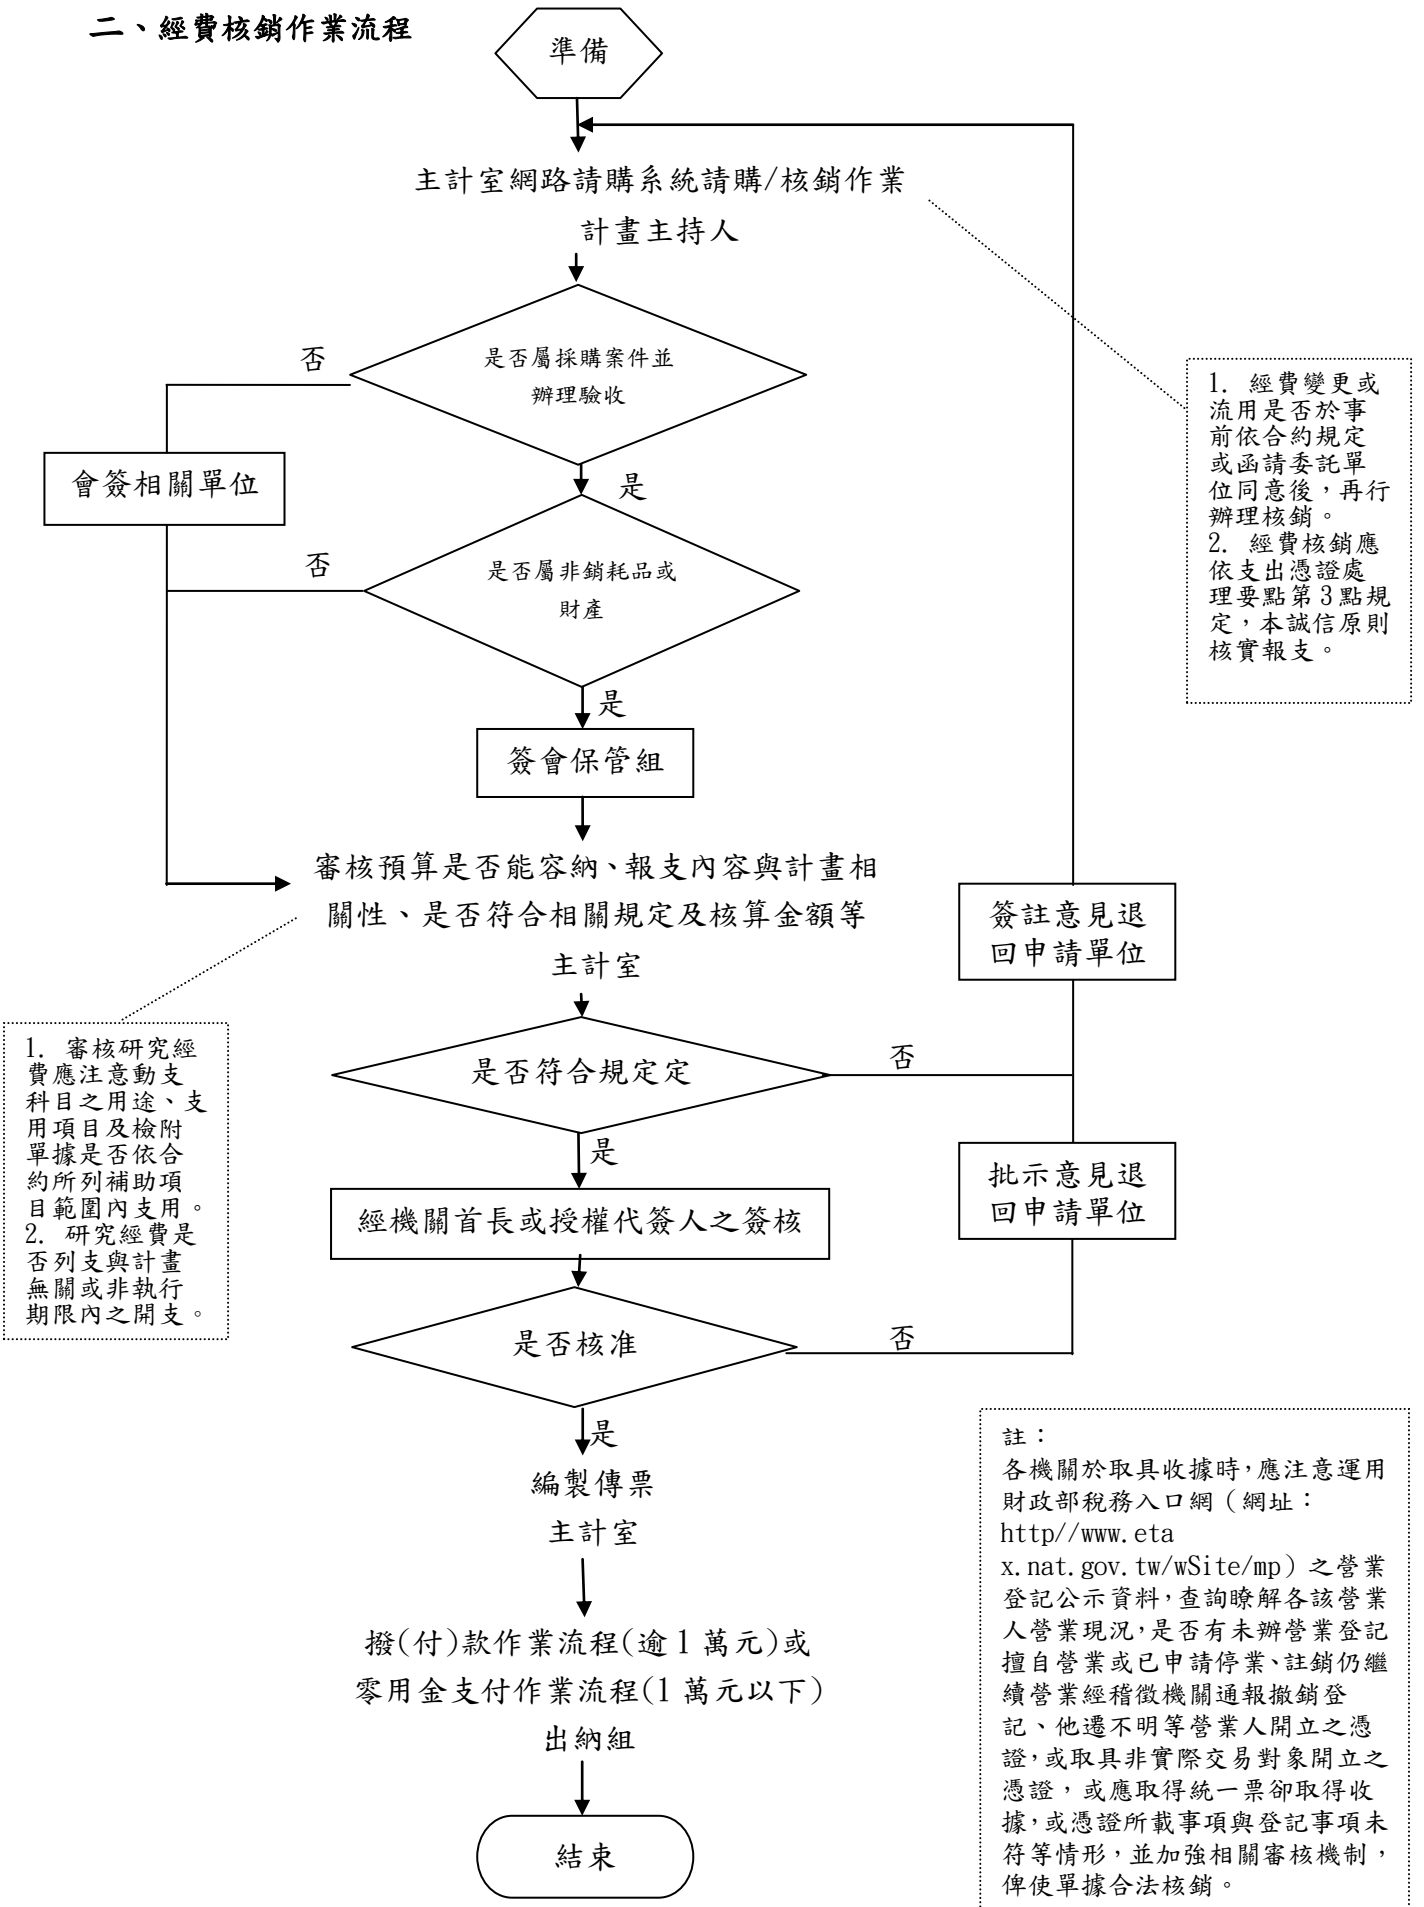 二、經費核銷作業流程
準備
主計室網路請購系統請購/核銷作業
計畫主持人
是否屬採購案件並
辦理驗收
否
是
會簽相關單位
1. 經費變更或
流用是否於事
前依合約規定
或函請委託單
位同意後，再行
辦理核銷。
2. 經費核銷應
依支出憑證處
理要點第3點規
定，本誠信原則
核實報支。
是否屬非銷耗品或
財產
否
是
簽會保管組
審核預算是否能容納、報支內容與計畫相
關性、是否符合相關規定及核算金額等
主計室
簽註意見退
回申請單位
1. 審核研究經
費應注意動支
科目之用途、支
用項目及檢附
單據是否依合
約所列補助項
目範圍內支用。
2. 研究經費是
否列支與計畫
無關或非執行
期限內之開支。
是否符合規定定
否
是
批示意見退
回申請單位
經機關首長或授權代簽人之簽核
是否核准
否
是
編製傳票
主計室
撥(付)款作業流程(逾1萬元)或
零用金支付作業流程(1萬元以下)
出納組
結束
註：
各機關於取具收據時，應注意運用
財政部稅務入口網（網址：
http//www.eta
x.nat.gov.tw/wSite/mp）之營業
登記公示資料，查詢瞭解各該營業
人營業現況，是否有未辦營業登記
擅自營業或已申請停業、註銷仍繼
續營業經稽徵機關通報撤銷登
記、他遷不明等營業人開立之憑
證，或取具非實際交易對象開立之
憑證，或應取得統一票卻取得收
據，或憑證所載事項與登記事項未
符等情形，並加強相關審核機制，
俾使單據合法核銷。